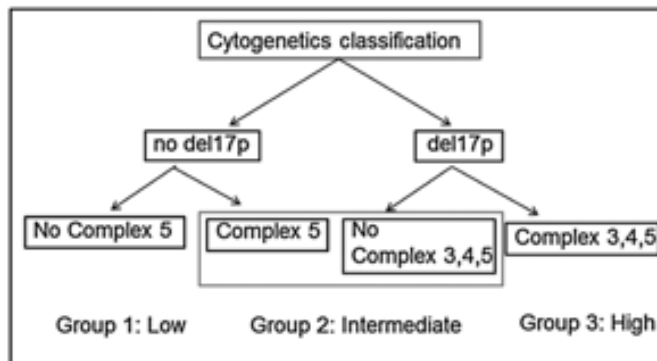 Cytogenetics classification
no del17p
del17p
No Complex 5
Complex 5
No
Complex 3,4,5
Complex 3,4,5
Group 1: Low
Group 2: Intermediate
Group 3: High